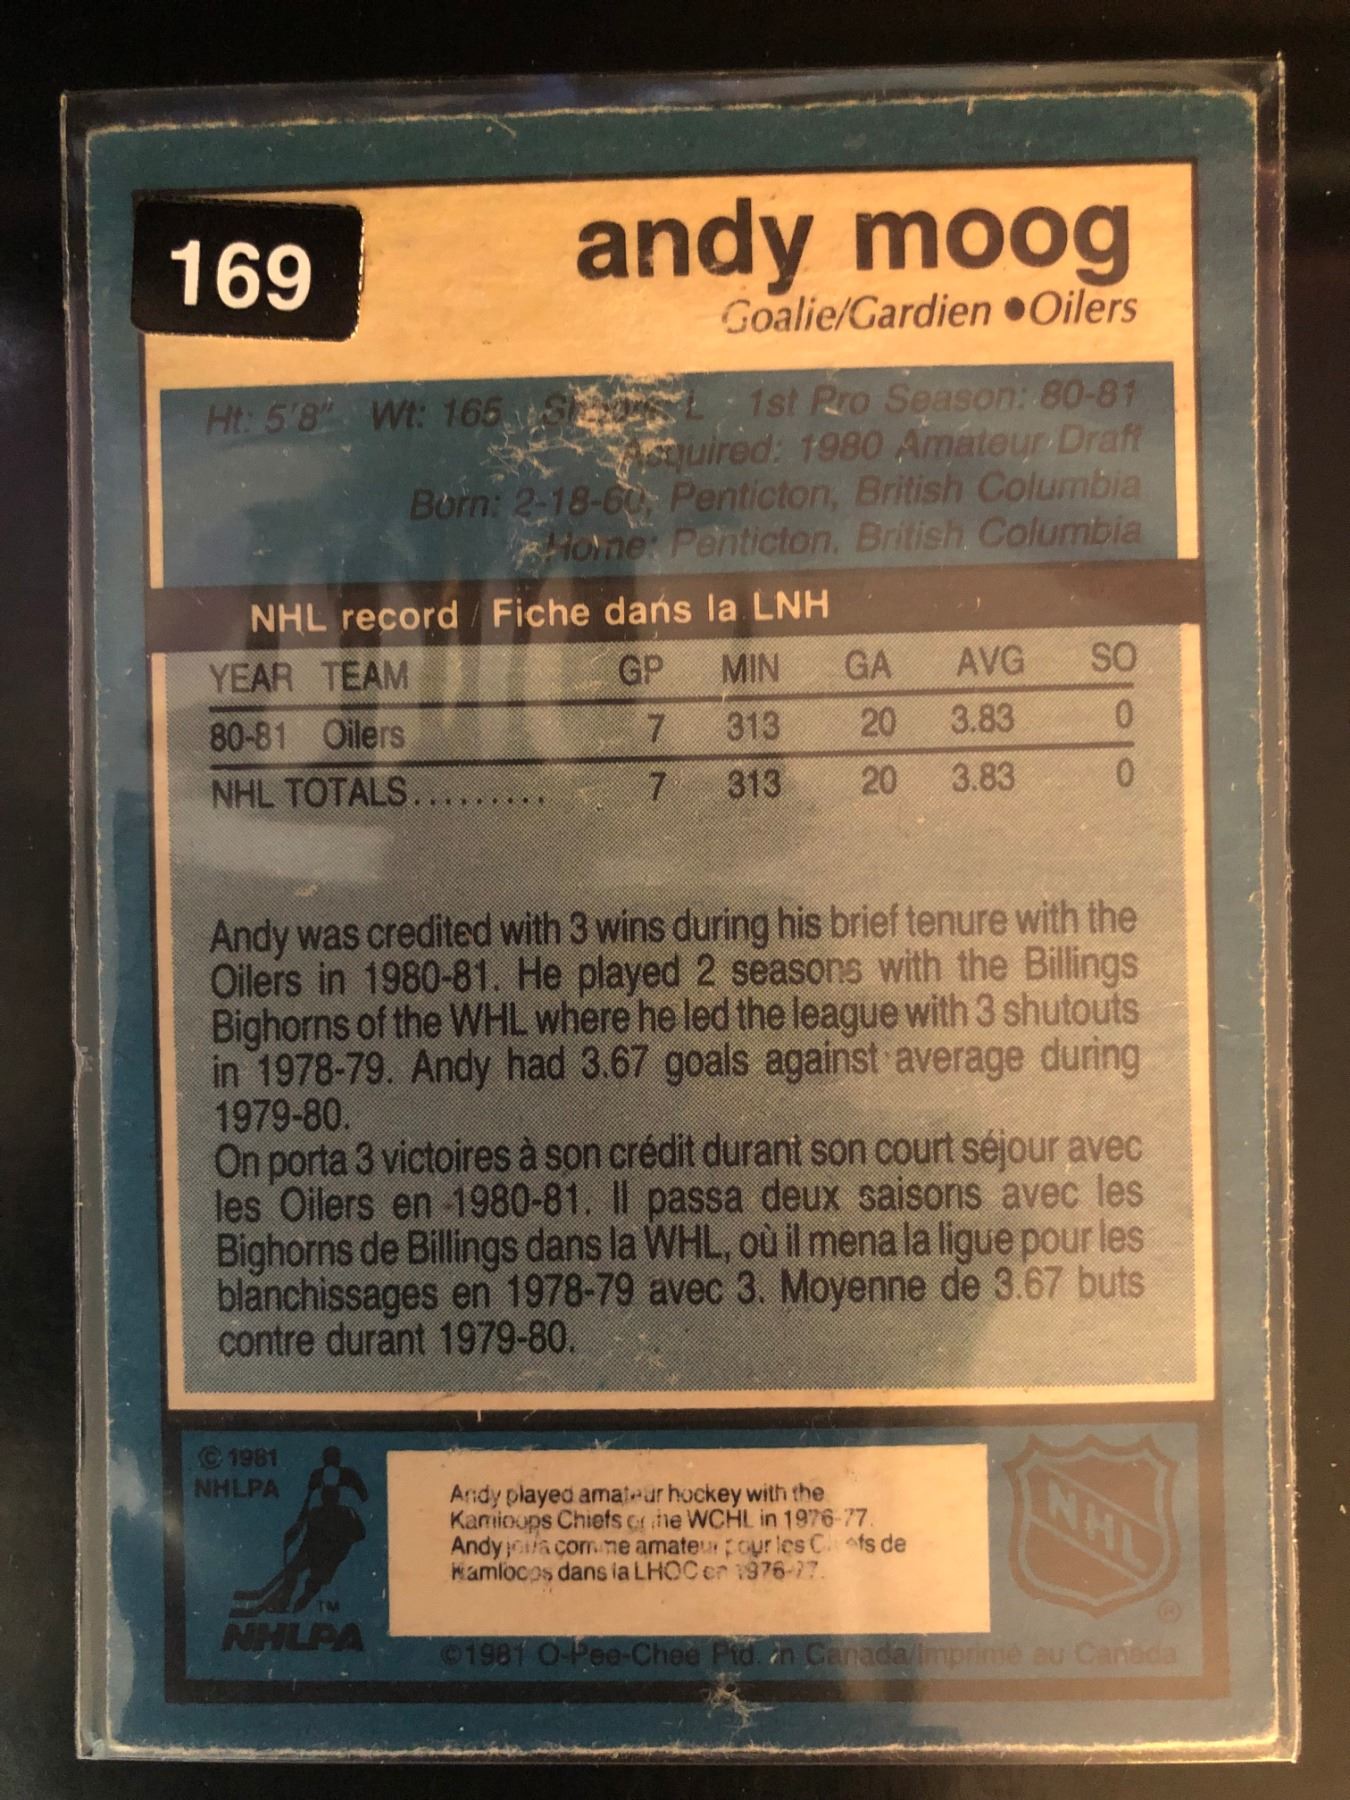 169
andy moog
Goalie/Gardien ● Oilers
Ht: 5'8" Wt: 165 L 1st Pro Season: 80-81
Acquired: 1980 Amateur Draft
Born: 2-18-60, Penticton, British Columbia
Home: Penticton, British Columbia
NHL record / Fiche dans la LNH
YEAR TEAM GP MIN GA AVG SO
80-81 Oilers 7 313 20 3.83 0
NHL TOTALS......... 7 313 20 3.83 0
Andy was credited with 3 wins during his brief tenure with the
Oilers in 1980-81. He played 2 seasons with the Billings
Bighorns of the WHL where he led the league with 3 shutouts
in 1978-79. Andy had 3.67 goals against average during
1979-80.
On porta 3 victoires à son crédit durant son court séjour avec
les Oilers en 1980-81. Il passa deux saisons avec les
Bighorns de Billings dans la WHL, où il mena la ligue pour les
blanchissages en 1978-79 avec 3. Moyenne de 3.67 buts
contre durant 1979-80.
© 1981
NHLPA
TM
NHLPA
Andy played amateur hockey with the
Kamloops Chiefs of the WCHL in 1976-77.
Andy joua comme amateur pour les Chiefs de
Kamloops dans la LHOC en 1976-77.
NHL
®
©1981 O-Pee-Chee Ptd. in Canada/Imprimé au Canada